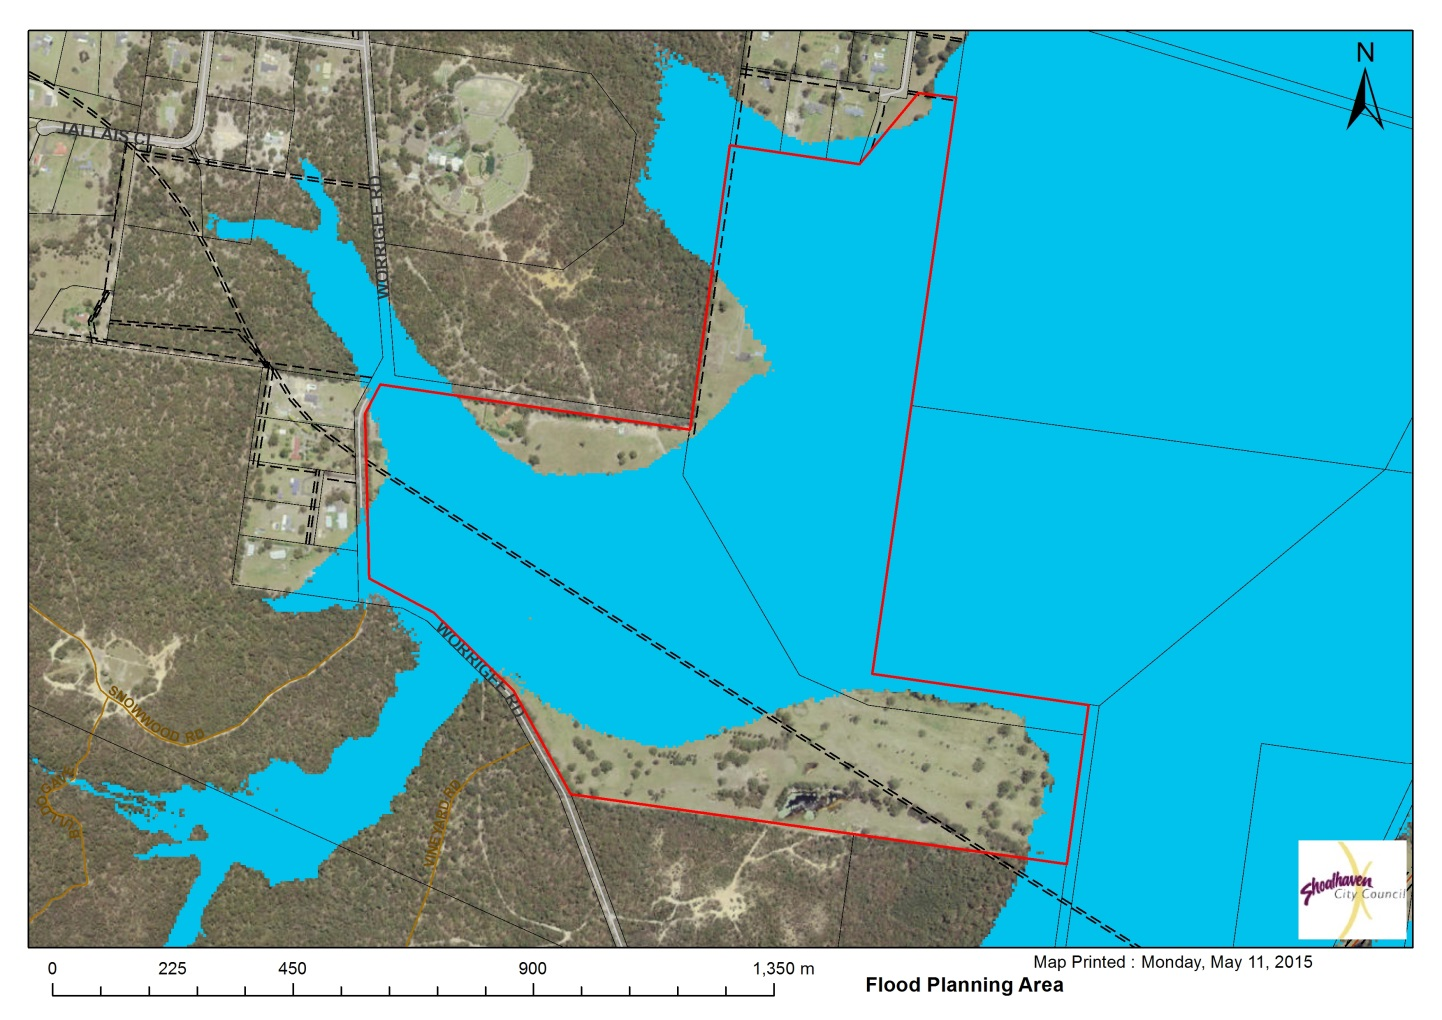 N
TALLAIS CL
WORRIGEE RD
WORRIGEE RD
SNOWWOOD RD
VINEYARD RD
Shoalhaven
City Council
0 225 450 900 1,350 m
Map Printed : Monday, May 11, 2015
Flood Planning Area